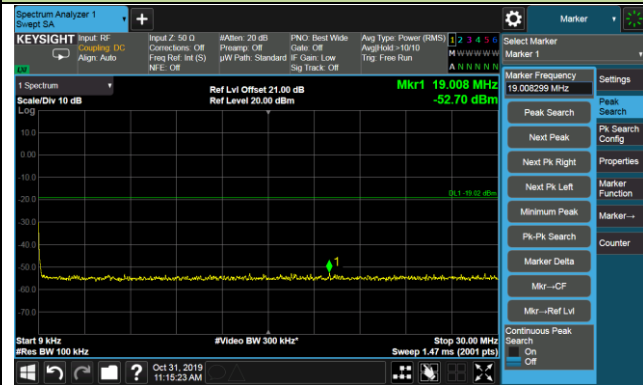 Spectrum Analyzer 1
Swept SA
Marker
KEYSIGHT
Input: RF
Coupling: DC
Align: Auto
Input Z: 50 Ω
Corrections: Off
Freq Ref: Int (S)
NFE: Off
#Atten: 20 dB
Preamp: Off
µW Path: Standard
PNO: Best Wide
Gate: Off
IF Gain: Low
Sig Track: Off
Avg Type: Power (RMS)
Avg|Hold >10/10
Trig: Free Run
1 2 3 4 5 6
M W W W W W
A N N N N N
Select Marker
Marker 1
1 Spectrum
Scale/Div 10 dB
Log
Ref Lvl Offset 21.00 dB
Ref Level 20.00 dBm
Mkr1 19.008 MHz
-52.70 dBm
10.0
0.00
-10.0
-20.0
-30.0
-40.0
-50.0
-60.0
-70.0
DL1 -19.02 dBm
1
Start 9 kHz
#Res BW 100 kHz
#Video BW 300 kHz*
Stop 30.00 MHz
Sweep 1.47 ms (2001 pts)
Marker Frequency
19.008299 MHz
Peak Search
Next Peak
Next Pk Right
Next Pk Left
Minimum Peak
Pk-Pk Search
Marker Delta
Mkr→CF
Mkr→Ref Lvl
Continuous Peak
Search
On
Off
Settings
Peak
Search
Pk Search
Config
Properties
Marker
Function
Marker→
Counter
?
Oct 31, 2019
11:15:23 AM